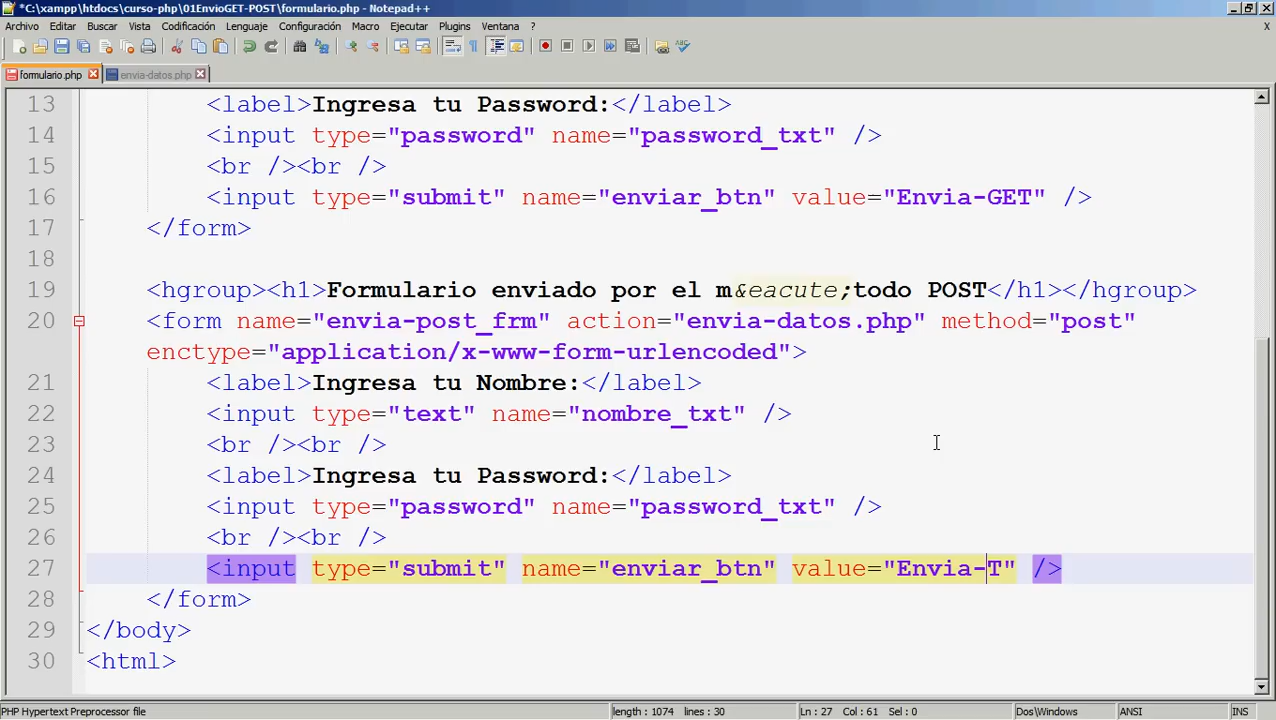 *C:\xampp\htdocs\curso-php\01EnvioGET-POST\formulario.php - Notepad++
Archivo Editar Buscar Vista Codificación Lenguaje Configuración Macro Ejecutar Plugins Ventana ? X
formulario.php envia-datos.php
13 <label>Ingresa tu Password:</label>
14 <input type="password" name="password_txt" />
15 <br /><br />
16 <input type="submit" name="enviar_btn" value="Envia-GET" />
17 </form>
18
19 <hgroup><h1>Formulario enviado por el m&eacute;todo POST</h1></hgroup>
20 <form name="envia-post_frm" action="envia-datos.php" method="post"
enctype="application/x-www-form-urlencoded">
21 <label>Ingresa tu Nombre:</label>
22 <input type="text" name="nombre_txt" />
23 <br /><br />
24 <label>Ingresa tu Password:</label>
25 <input type="password" name="password_txt" />
26 <br /><br />
27 <input type="submit" name="enviar_btn" value="Envia-T" />
28 </form>
29 </body>
30 <html>
PHP Hypertext Preprocessor file length : 1074 lines : 30 Ln : 27 Col : 61 Sel : 0 Dos\Windows ANSI INS